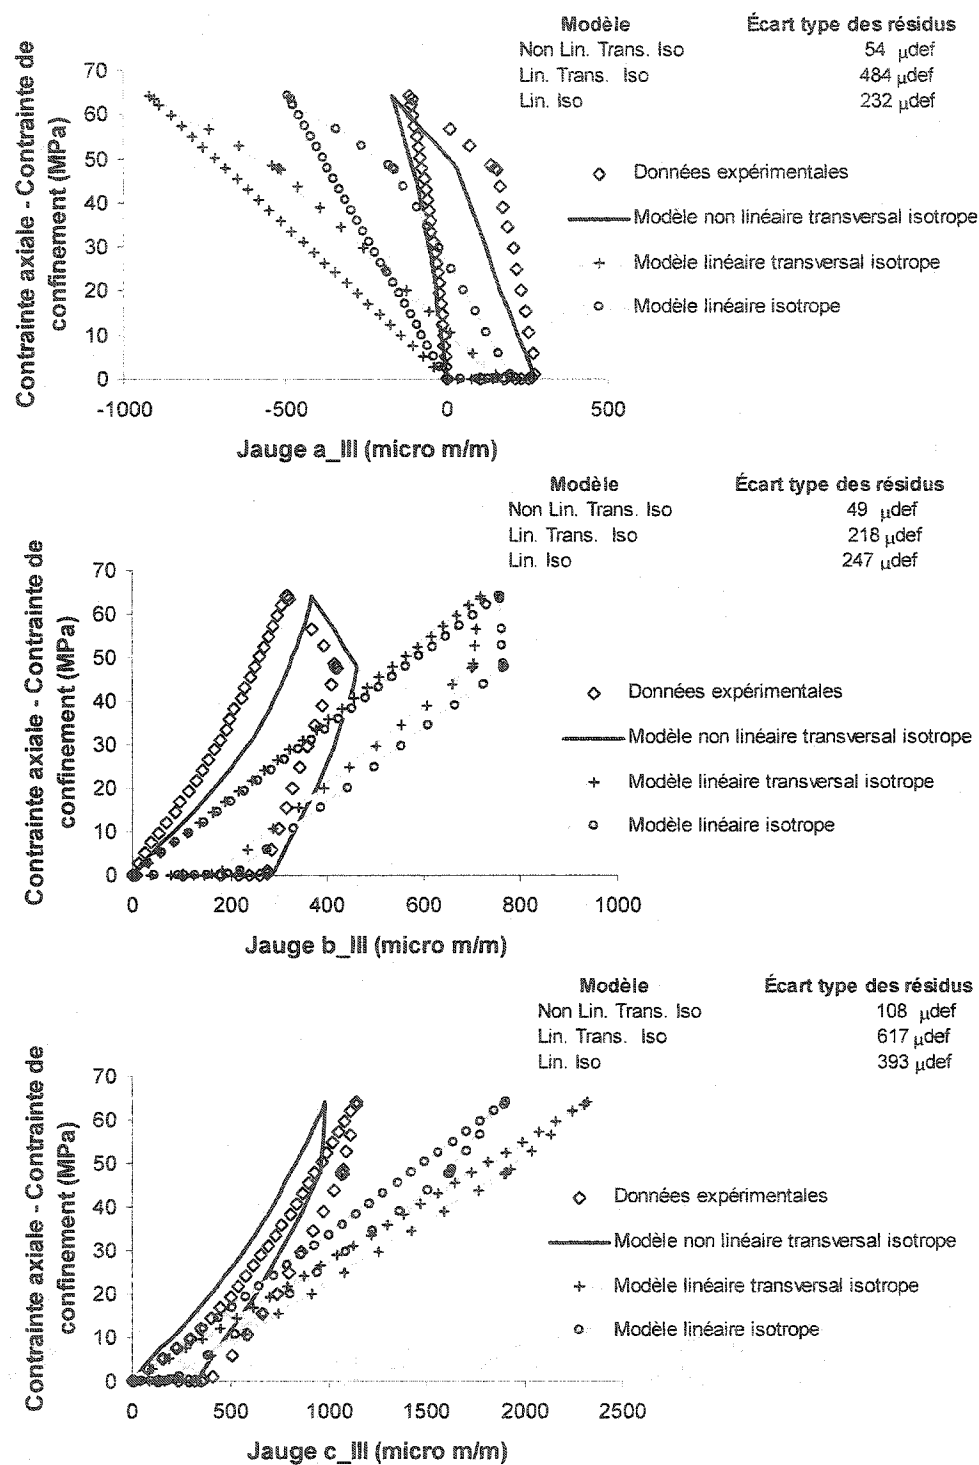 Modèle Écart type des résidus
Non Lin. Trans. Iso 54 μdef
Lin. Trans. Iso 484 μdef
Lin. Iso 232 μdef
Contrainte axiale - Contrainte de
confinement (MPa)
70
60
50
40
30
20
10
0
-1000 -500 0 500
Jauge a_III (micro m/m)
Données expérimentales
Modèle non linéaire transversal isotrope
Modèle linéaire transversal isotrope
Modèle linéaire isotrope
Modèle Écart type des résidus
Non Lin. Trans. Iso 49 μdef
Lin. Trans. Iso 218 μdef
Lin. Iso 247 μdef
Contrainte axiale - Contrainte de
confinement (MPa)
70
60
50
40
30
20
10
0
0 200 400 600 800 1000
Jauge b_III (micro m/m)
Données expérimentales
Modèle non linéaire transversal isotrope
Modèle linéaire transversal isotrope
Modèle linéaire isotrope
Modèle Écart type des résidus
Non Lin. Trans. Iso 108 μdef
Lin. Trans. Iso 617 μdef
Lin. Iso 393 μdef
Contrainte axiale - Contrainte de
confinement (MPa)
70
60
50
40
30
20
10
0
0 500 1000 1500 2000 2500
Jauge c_III (micro m/m)
Données expérimentales
Modèle non linéaire transversal isotrope
Modèle linéaire transversal isotrope
Modèle linéaire isotrope